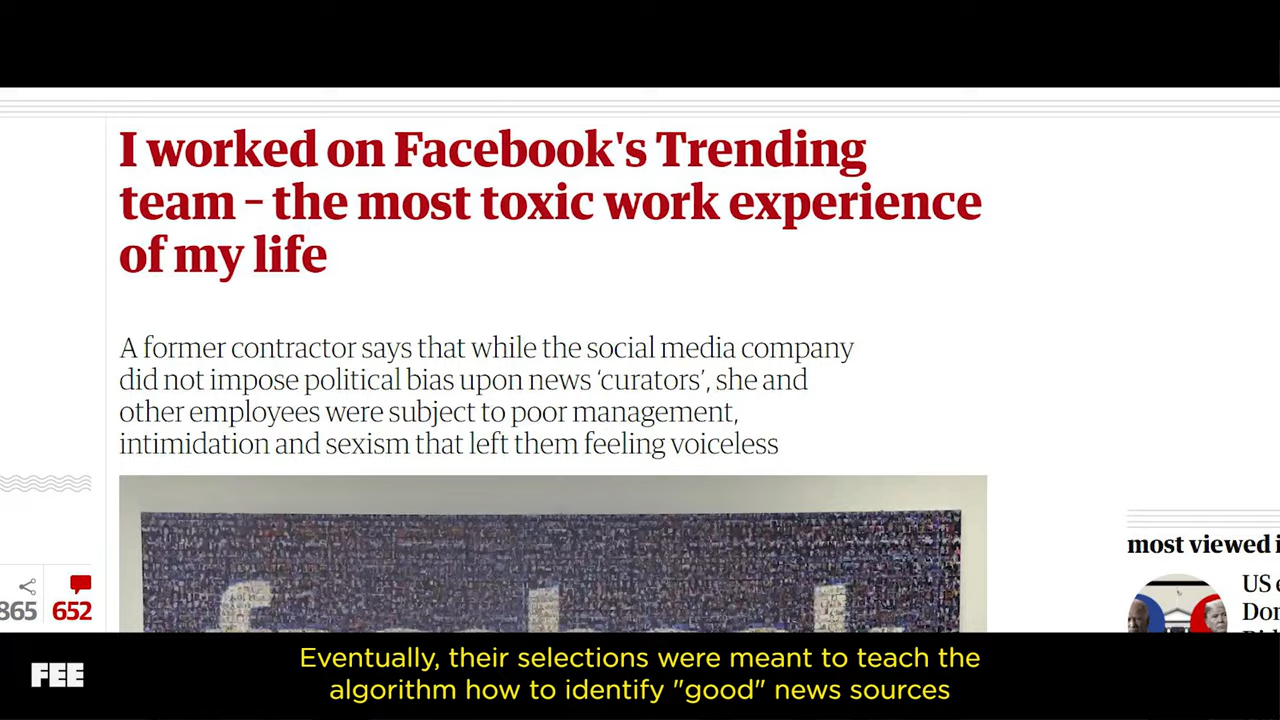 I worked on Facebook's Trending
team – the most toxic work experience
of my life
A former contractor says that while the social media company
did not impose political bias upon news ‘curators’, she and
other employees were subject to poor management,
intimidation and sexism that left them feeling voiceless
865
652
most viewed i
US e
Don
FEE
Eventually, their selections were meant to teach the
algorithm how to identify "good" news sources